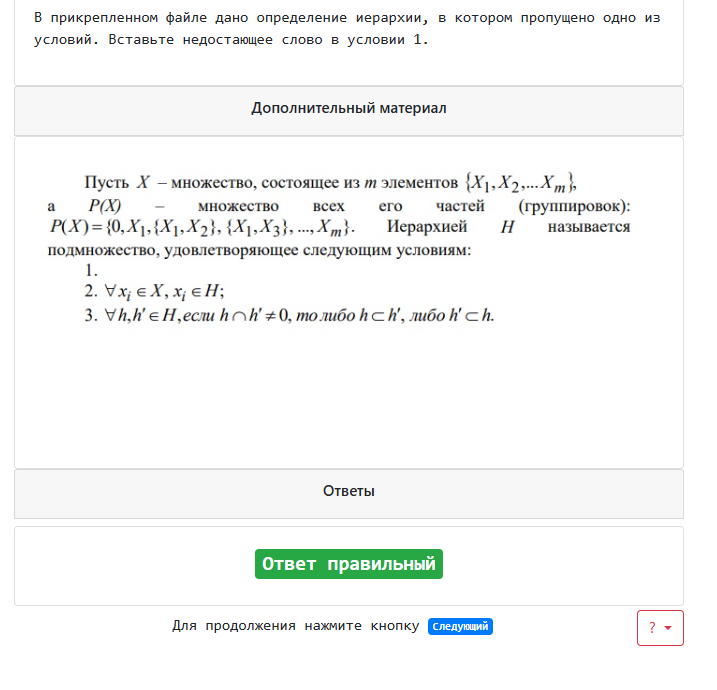 В прикрепленном файле дано определение иерархии, в котором пропущено одно из
условий. Вставьте недостающее слово в условии 1.
Дополнительный материал
Пусть X – множество, состоящее из m элементов {X₁,X₂,...Xₘ},
а P(X) – множество всех его частей (группировок):
P(X)={0,X₁,{X₁,X₂},{X₁,X₃},...,Xₘ}. Иерархией H называется
подмножество, удовлетворяющее следующим условиям:
1.
2. ∀xᵢ∈X, xᵢ∈H;
3. ∀h,h′∈H,если h∩h′≠0, то либо h⊂h′, либо h′⊂h.
Ответы
Ответ правильный
Для продолжения нажмите кнопку Следующий
?